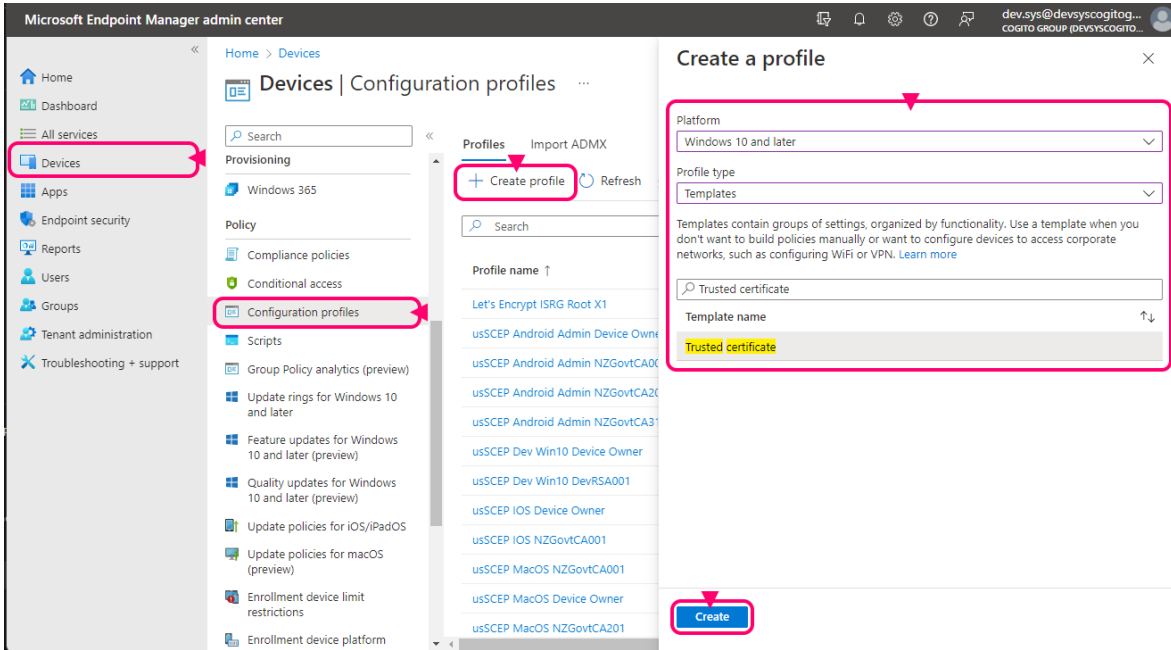 Microsoft Endpoint Manager admin center
dev.sys@devsyscogitog...
COGITO GROUP (DEVSYSCOGITO...
Home
Dashboard
All services
Devices
Apps
Endpoint security
Reports
Users
Groups
Tenant administration
Troubleshooting + support
Home > Devices
Devices | Configuration profiles ...
Search
Provisioning
Windows 365
Policy
Compliance policies
Conditional access
Configuration profiles
Scripts
Group Policy analytics (preview)
Update rings for Windows 10
and later
Feature updates for Windows
10 and later (preview)
Quality updates for Windows
10 and later (preview)
Update policies for iOS/iPadOS
Update policies for macOS
(preview)
Enrollment device limit
restrictions
Enrollment device platform
Profiles Import ADMX
Create profile Refresh
Search
Profile name ↑
Let's Encrypt ISRG Root X1
usSCEP Android Admin Device Owne
usSCEP Android Admin NZGovtCA00
usSCEP Android Admin NZGovtCA20
usSCEP Android Admin NZGovtCA31
usSCEP Dev Win10 Device Owner
usSCEP Dev Win10 DevRSA001
usSCEP IOS Device Owner
usSCEP IOS NZGovtCA001
usSCEP MacOS NZGovtCA001
usSCEP MacOS Device Owner
usSCEP MacOS NZGovtCA201
Create a profile
Platform
Windows 10 and later
Profile type
Templates
Templates contain groups of settings, organized by functionality. Use a template when you
don't want to build policies manually or want to configure devices to access corporate
networks, such as configuring WiFi or VPN. Learn more
Trusted certificate
Template name
Trusted certificate
Create